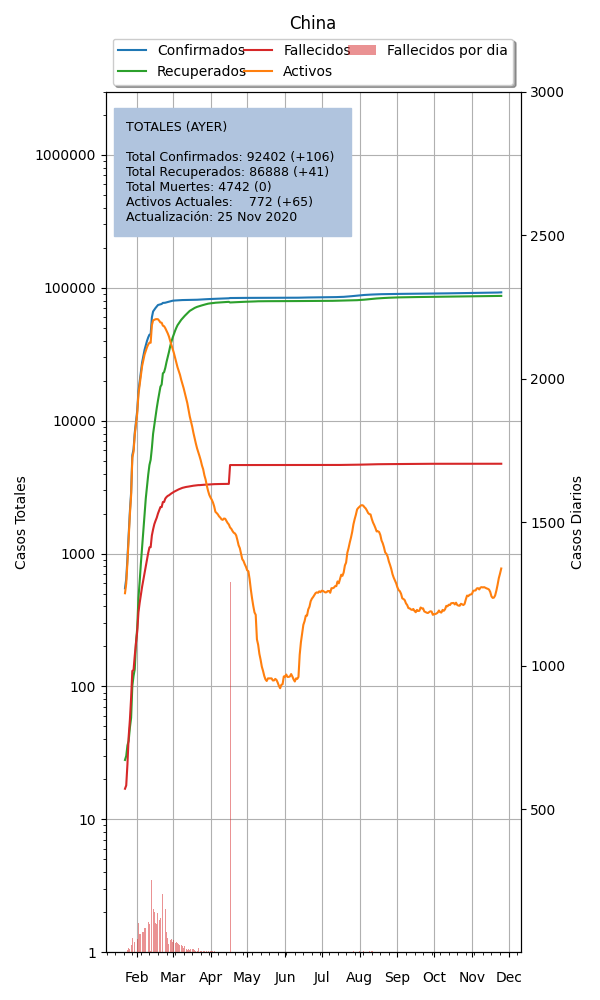 China
Confirmados
Fallecidos
Fallecidos por dia
Recuperados
Activos
TOTALES (AYER)
Total Confirmados: 92402 (+106)
Total Recuperados: 86888 (+41)
Total Muertes: 4742 (0)
Activos Actuales: 772 (+65)
Actualización: 25 Nov 2020
Casos Totales
1000000
100000
10000
1000
100
10
1
Casos Diarios
3000
2500
2000
1500
1000
500
Feb Mar Apr May Jun Jul Aug Sep Oct Nov Dec